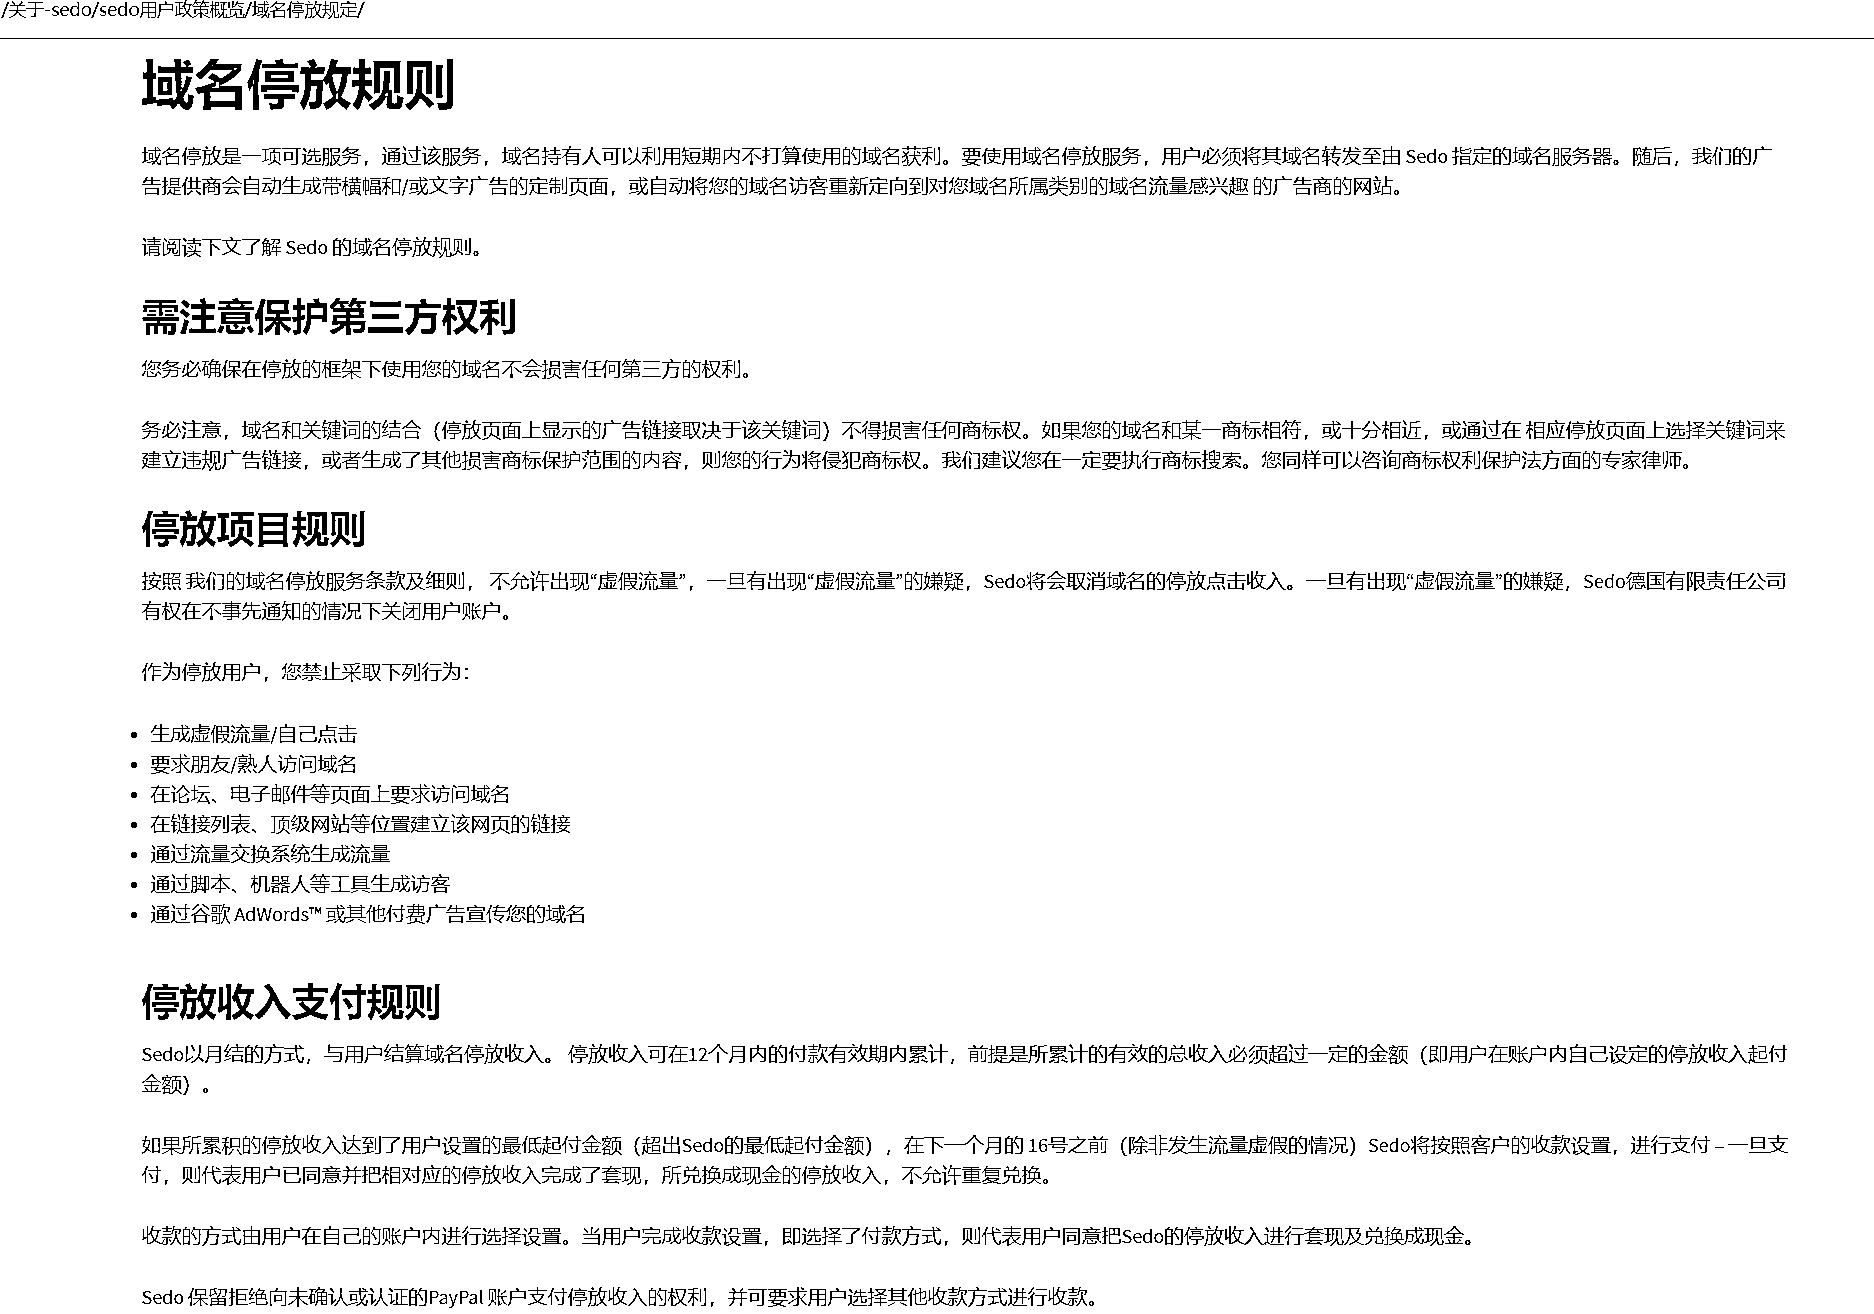 /关于-sedo/sedo用户政策概览/域名停放规定/
域名停放规则
域名停放是一项可选服务，通过该服务，域名持有人可以利用短期内不打算使用的域名获利。要使用域名停放服务，用户必须将其域名转发至由 Sedo 指定的域名服务器。随后，我们的广
告提供商会自动生成带横幅和/或文字广告的定制页面，或自动将您的域名访客重新定向到对您域名所属类别的域名流量感兴趣 的广告商的网站。
请阅读下文了解 Sedo 的域名停放规则。
需注意保护第三方权利
您务必确保在停放的框架下使用您的域名不会损害任何第三方的权利。
务必注意，域名和关键词的结合（停放页面上显示的广告链接取决于该关键词）不得损害任何商标权。如果您的域名和某一商标相符，或十分相近，或通过在 相应停放页面上选择关键词来
建立违规广告链接，或者生成了其他损害商标保护范围的内容，则您的行为将侵犯商标权。我们建议您在一定要执行商标搜索。您同样可以咨询商标权利保护法方面的专家律师。
停放项目规则
按照 我们的域名停放服务条款及细则， 不允许出现“虚假流量”，一旦有出现“虚假流量”的嫌疑，Sedo将会取消域名的停放点击收入。一旦有出现“虚假流量”的嫌疑，Sedo德国有限责任公司
有权在不事先通知的情况下关闭用户账户。
作为停放用户，您禁止采取下列行为：
• 生成虚假流量/自己点击
• 要求朋友/熟人访问域名
• 在论坛、电子邮件等页面上要求访问域名
• 在链接列表、顶级网站等位置建立该网页的链接
• 通过流量交换系统生成流量
• 通过脚本、机器人等工具生成访客
• 通过谷歌 AdWords™ 或其他付费广告宣传您的域名
停放收入支付规则
Sedo以月结的方式，与用户结算域名停放收入。 停放收入可在12个月内的付款有效期内累计，前提是所累计的有效的总收入必须超过一定的金额（即用户在账户内自己设定的停放收入起付
金额）。
如果所累积的停放收入达到了用户设置的最低起付金额（超出Sedo的最低起付金额），在下一个月的 16号之前（除非发生流量虚假的情况）Sedo将按照客户的收款设置，进行支付 – 一旦支
付，则代表用户已同意并把相对应的停放收入完成了套现，所兑换成现金的停放收入，不允许重复兑换。
收款的方式由用户在自己的账户内进行选择设置。当用户完成收款设置，即选择了付款方式，则代表用户同意把Sedo的停放收入进行套现及兑换成现金。
Sedo 保留拒绝向未确认或认证的PayPal 账户支付停放收入的权利，并可要求用户选择其他收款方式进行收款。